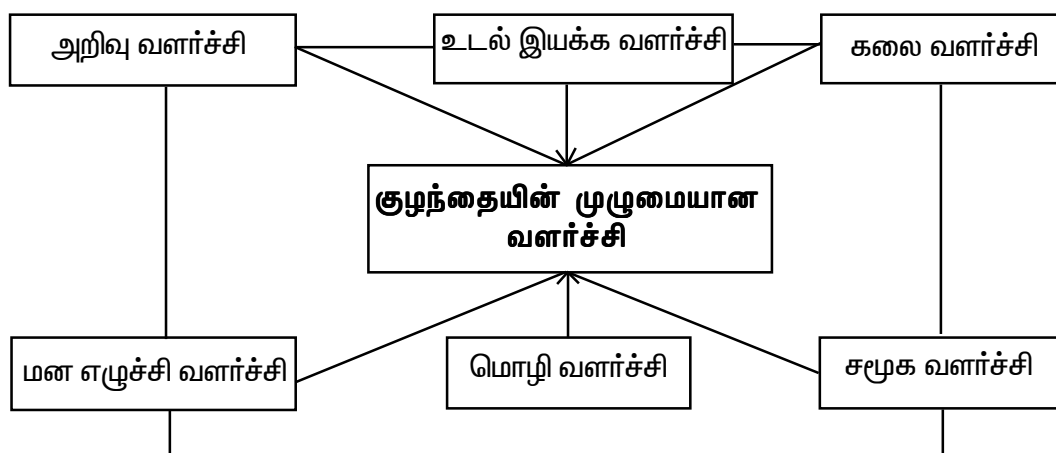 அறிவு வளர்ச்சி
உடல் இயக்க வளர்ச்சி
கலை வளர்ச்சி
குழந்தையின் முழுமையான
வளர்ச்சி
மன எழுச்சி வளர்ச்சி
மொழி வளர்ச்சி
சமூக வளர்ச்சி